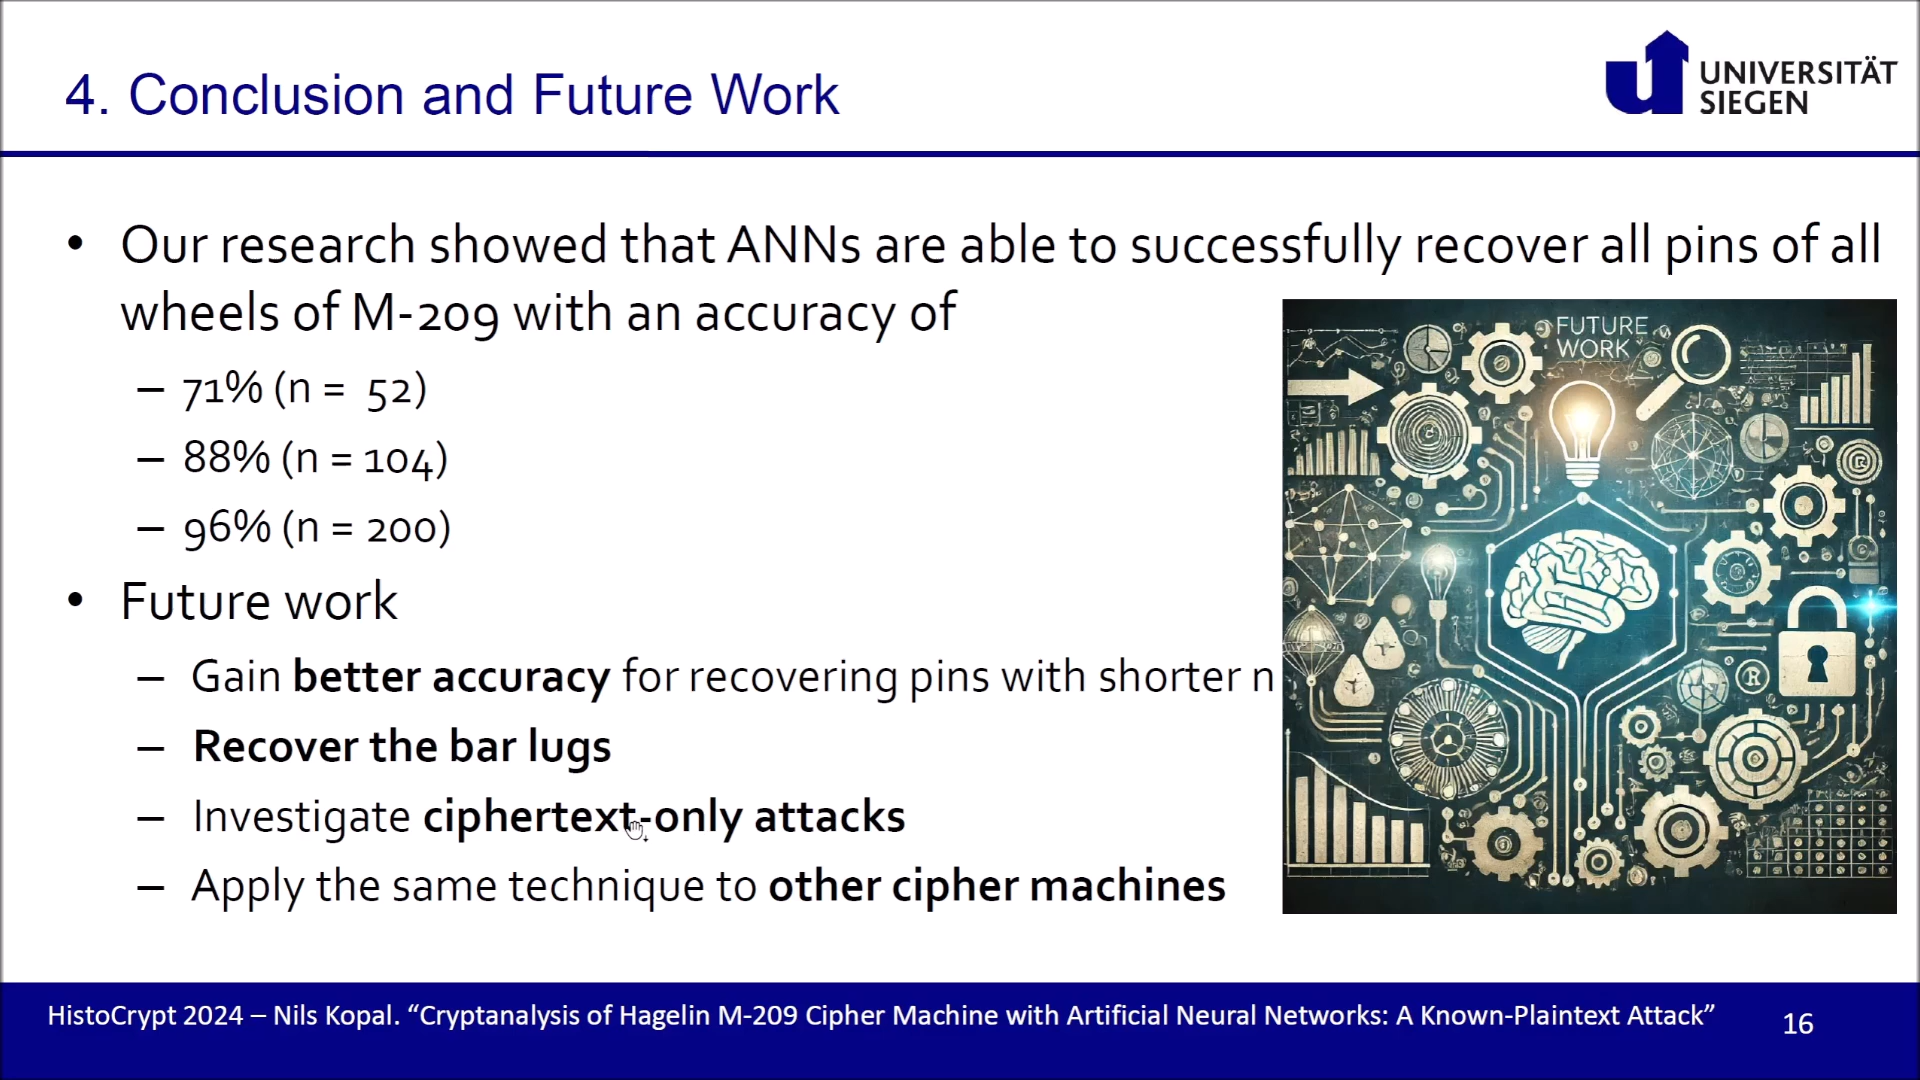 4. Conclusion and Future Work
UNIVERSITÄT
SIEGEN
• Our research showed that ANNs are able to successfully recover all pins of all
wheels of M-209 with an accuracy of
– 71% (n = 52)
– 88% (n = 104)
– 96% (n = 200)
• Future work
– Gain better accuracy for recovering pins with shorter n
– Recover the bar lugs
– Investigate ciphertext-only attacks
– Apply the same technique to other cipher machines
FUTURE
WORK
R
HistoCrypt 2024 – Nils Kopal. “Cryptanalysis of Hagelin M-209 Cipher Machine with Artificial Neural Networks: A Known-Plaintext Attack”
16